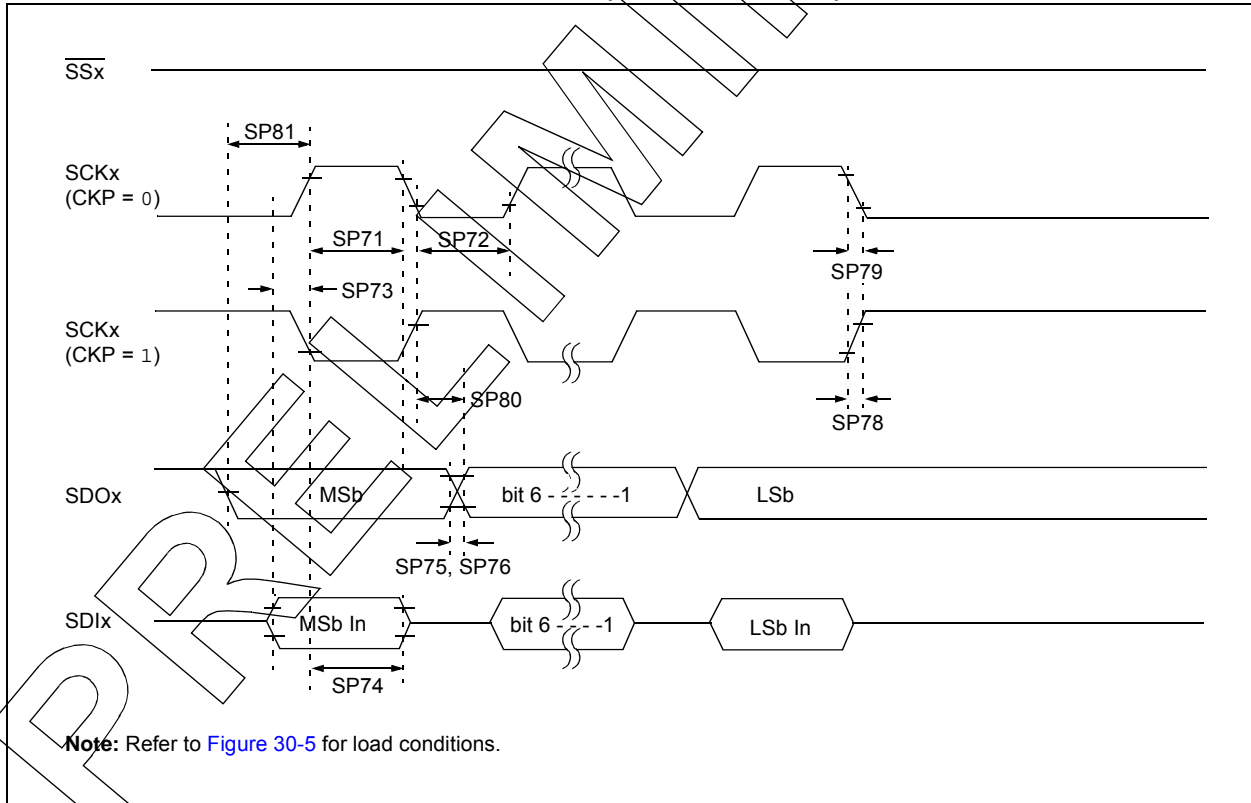 SSx
SP81
SCKx
(CKP = 0)
SP71
SP72
SP79
SP73
SCKx
(CKP = 1)
SP80
SP78
SDOx
MSb
bit 6 - - - - - -1
LSb
SP75, SP76
SDIx
MSb In
bit 6 - - - -1
LSb In
SP74
Note: Refer to Figure 30-5 for load conditions.
PRELIMI